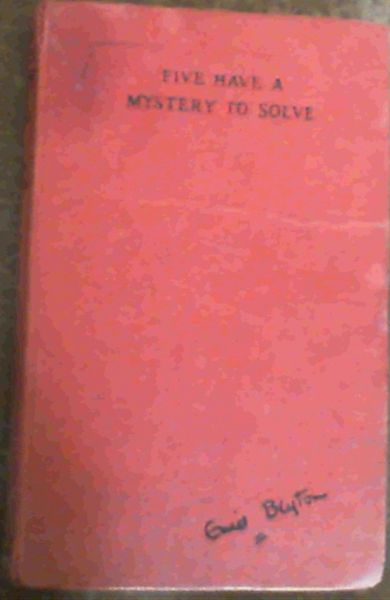 FIVE HAVE A
MYSTERY TO SOLVE
Enid Blyton